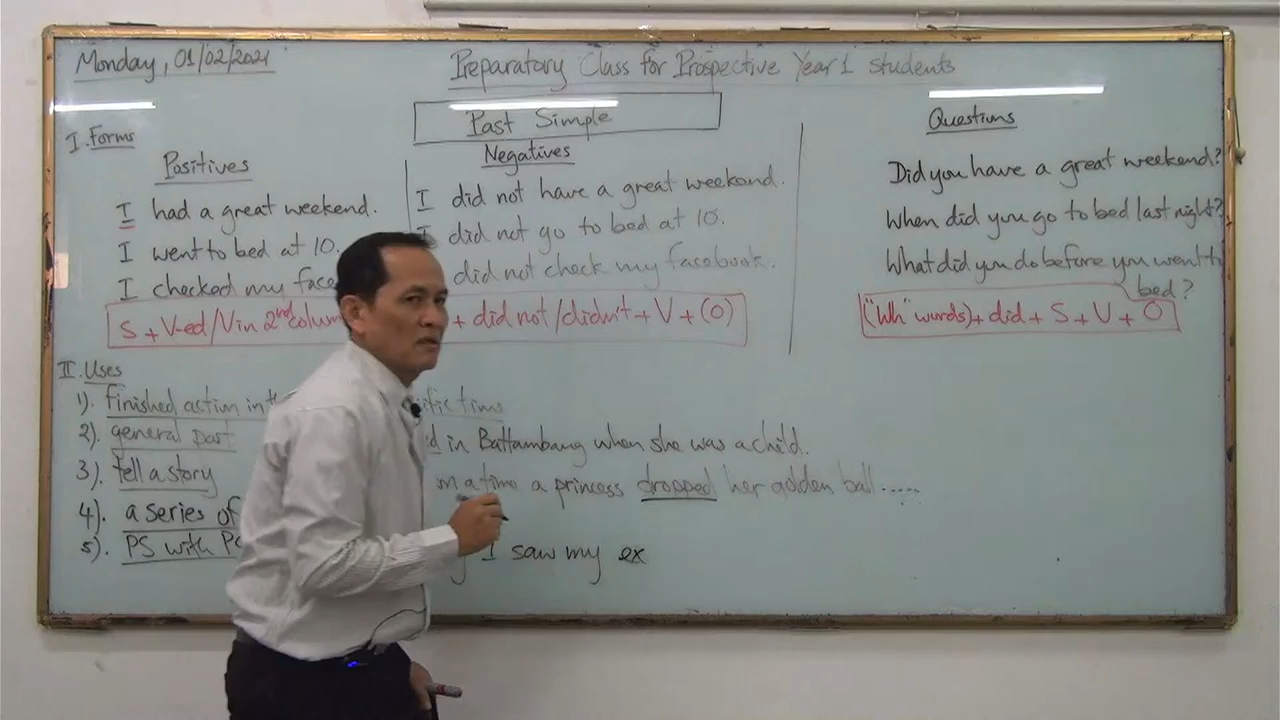 Monday, 01/02/2021
Preparatory Class for Prospective Year 1 students
Past Simple
I. Forms
Positives
I had a great weekend.
I went to bed at 10.
I checked my face
S + V-ed/V in 2nd colum
Negatives
I did not have a great weekend.
I did not go to bed at 10.
did not check my facebook.
+ did not/didn't + V + (O)
Questions
Did you have a great weekend?
When did you go to bed last night?
What did you do before you went to
bed?
("Wh" words) + did + S + V + O
II. Uses
1). finished action in th ific time
2). general past d in Battambang when she was a child.
3). tell a story on a time a princess dropped her golden ball.....
4). a series of
5). PS with P I saw my ex